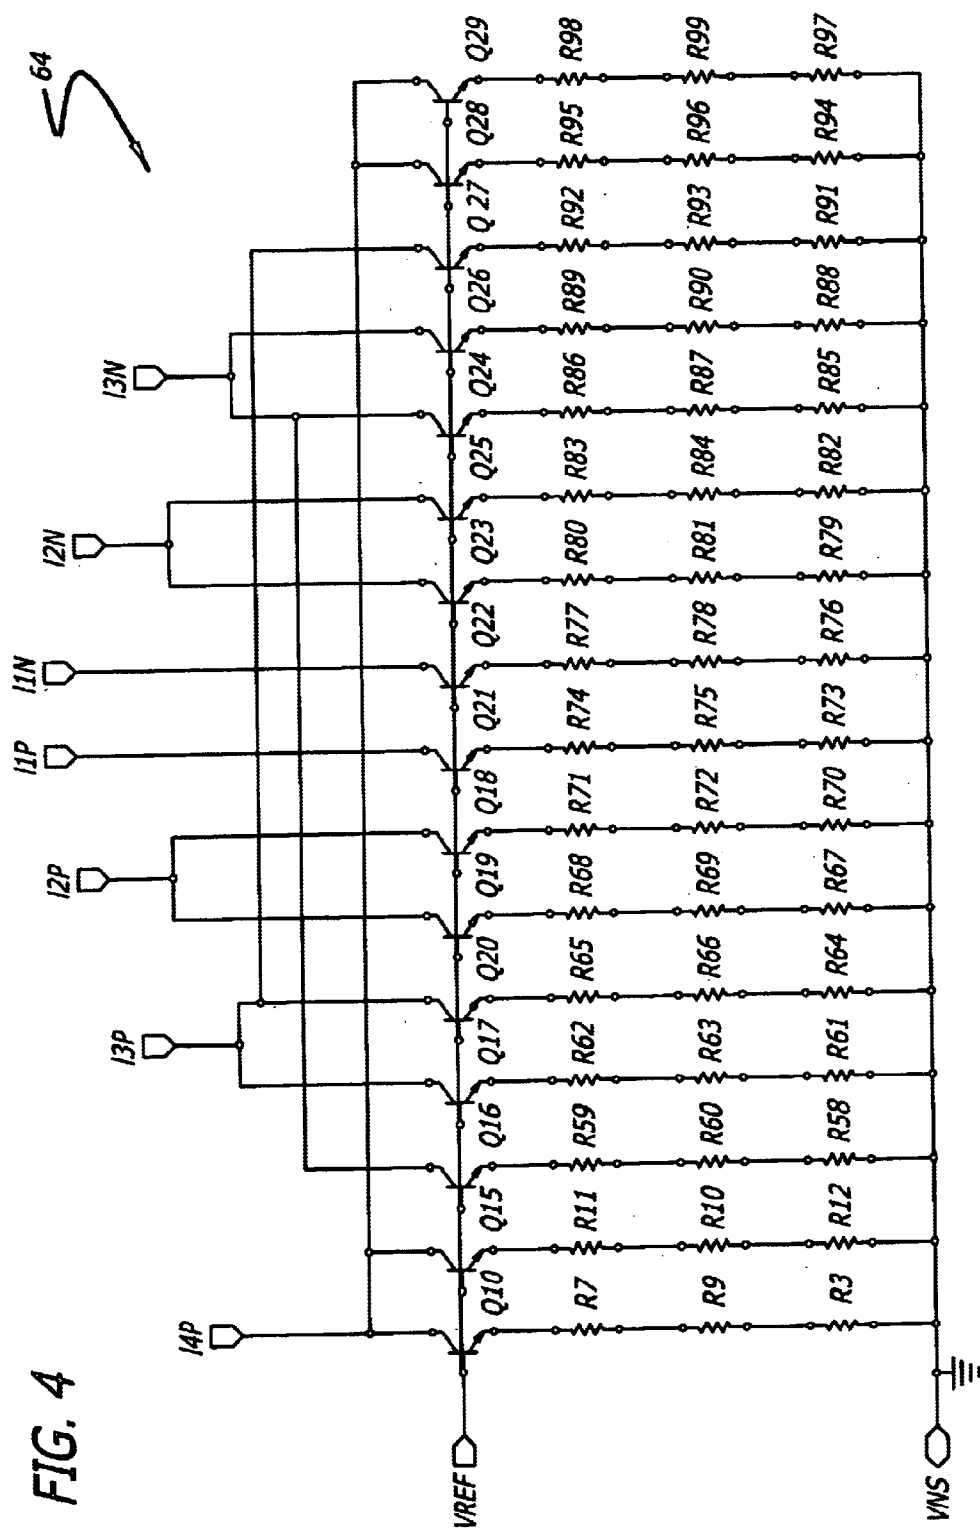 FIG. 4
64
I4P
I3P
I2P
I1P
I1N
I2N
I3N
VREF
Q10
Q15
Q16
Q17
Q20
Q19
Q18
Q21
Q22
Q23
Q25
Q24
Q26
Q 27
Q28
Q29
R7
R11
R59
R62
R65
R68
R71
R74
R77
R80
R83
R86
R89
R92
R95
R98
R9
R10
R60
R63
R66
R69
R72
R75
R78
R81
R84
R87
R90
R93
R96
R99
R3
R12
R58
R61
R64
R67
R70
R73
R76
R79
R82
R85
R88
R91
R94
R97
VNS